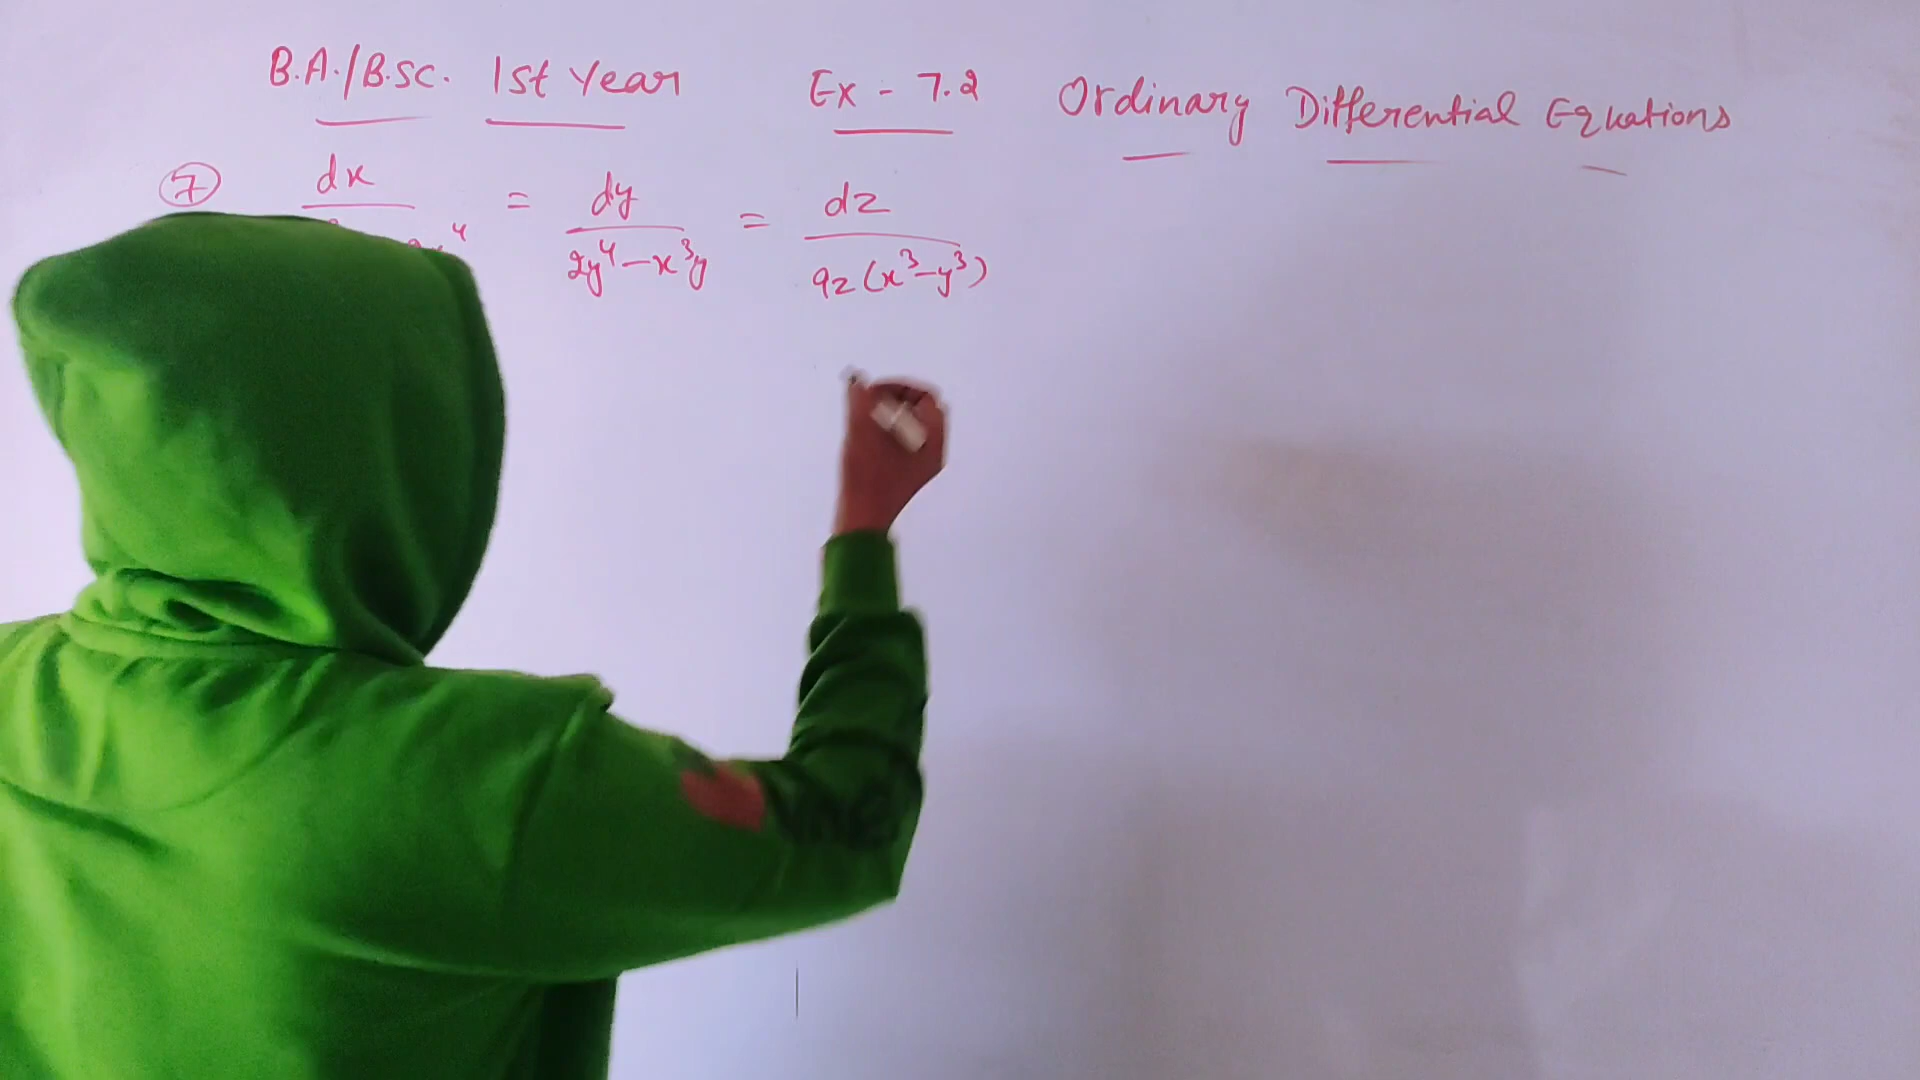 B.A./B.Sc. 1st Year Ex - 7.2 Ordinary Differential Equations
⑦ dx = dy/(2y⁴-x³y) = dz/(9z(x³-y³))